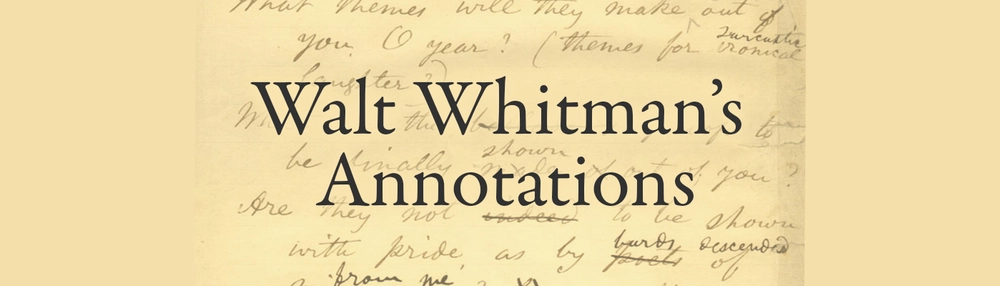 What themes will they make out of
you, O year? (themes for sarcastic ironical
laughter?)
Walt Whitman's
shown
be finally out of you?
Annotations
Are they not indeed to be shown
with pride, as by poets bards descended
from me, of